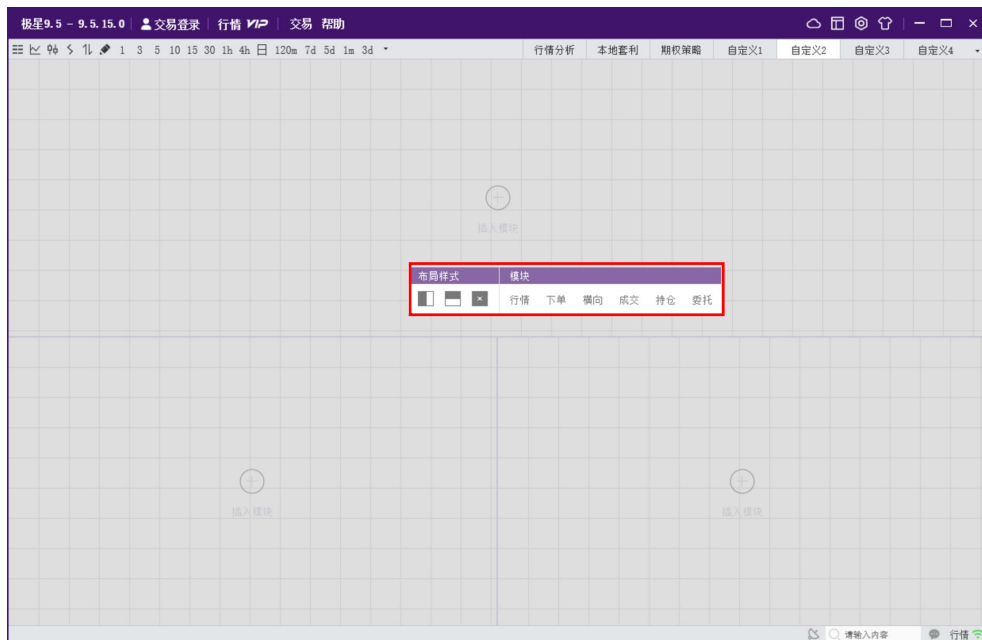 极星9.5 - 9.5.15.0 交易登录 行情 VIP 交易 帮助
1 3 5 10 15 30 1h 4h 日 120m 7d 5d 1m 3d 行情分析 本地套利 期权策略 自定义1 自定义2 自定义3 自定义4
插入模块
布局样式 模块
行情 下单 横向 成交 持仓 委托
插入模块 插入模块
请输入内容 行情